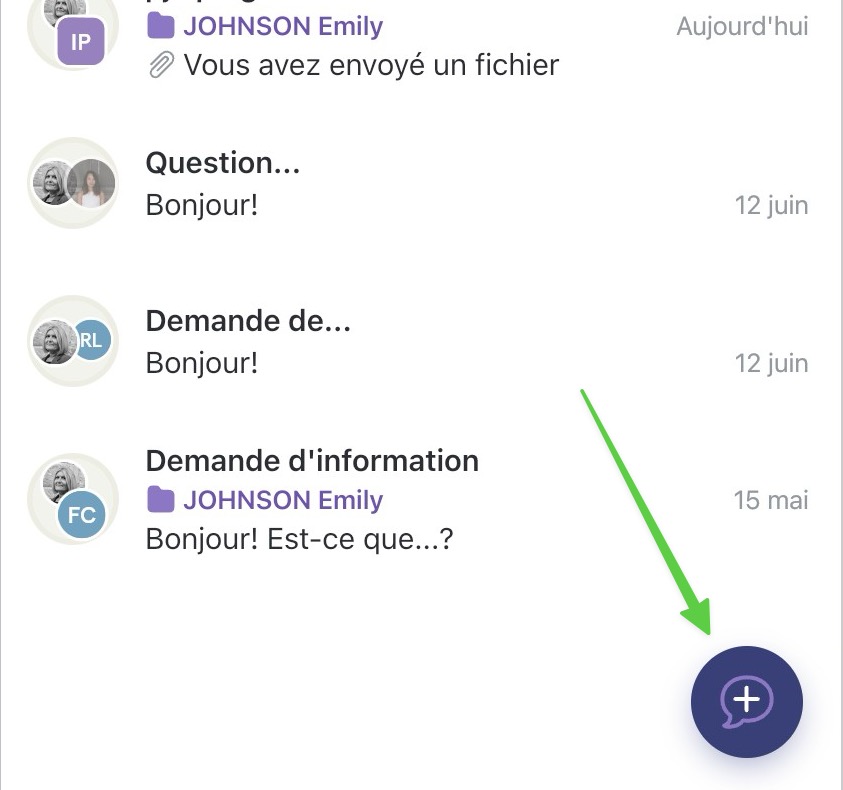 IP
JOHNSON Emily
Aujourd'hui
Vous avez envoyé un fichier
Question...
Bonjour!
12 juin
Demande de...
RL
Bonjour!
12 juin
Demande d'information
JOHNSON Emily
15 mai
FC
Bonjour! Est-ce que...?